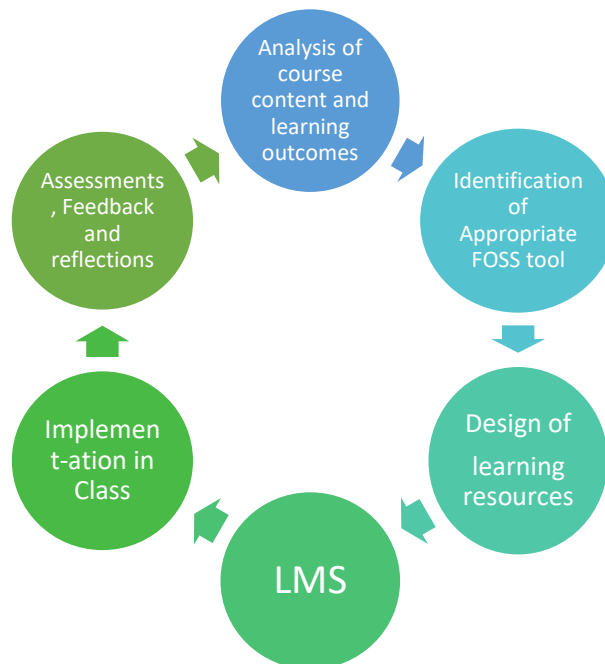 Analysis of
course
content and
learning
outcomes
Identification
of
Appropriate
FOSS tool
Design of
learning
resources
LMS
Implemen
t-ation in
Class
Assessments
, Feedback
and
reflections